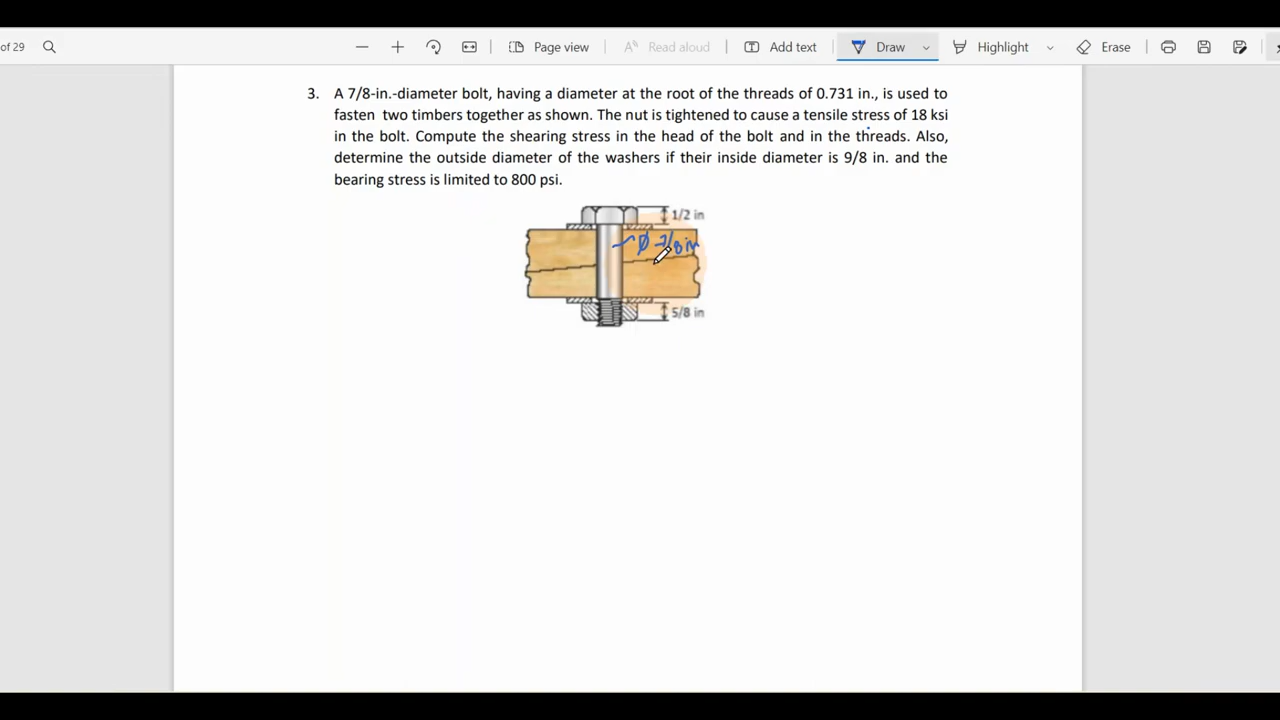 of 29 Page view Read aloud Add text Draw Highlight Erase
3. A 7/8-in.-diameter bolt, having a diameter at the root of the threads of 0.731 in., is used to
fasten two timbers together as shown. The nut is tightened to cause a tensile stress of 18 ksi
in the bolt. Compute the shearing stress in the head of the bolt and in the threads. Also,
determine the outside diameter of the washers if their inside diameter is 9/8 in. and the
bearing stress is limited to 800 psi.
1/2 in
Ø 7/8 in
5/8 in